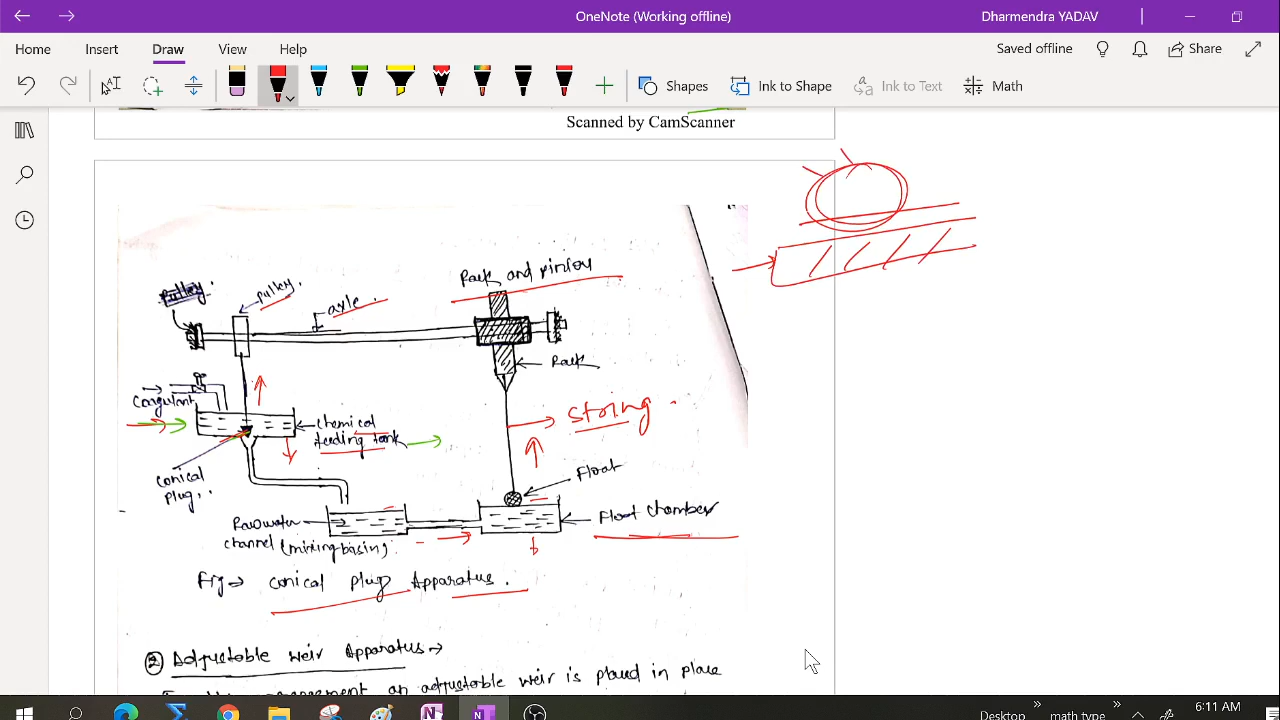 OneNote (Working offline)
Dharmendra YADAV
Home Insert Draw View Help
Saved offline
Share
Shapes
Ink to Shape
Ink to Text
Math
Scanned by CamScanner
Rack and pinion
pulley.
axle.
Rack
Coagulant
chemical
feeding tank
string
conical
plug.
Float
Raw water
channel (mixing basing)
Float chamber
Fig→ conical plug Apparatus.
② Adjustable weir Apparatus→
an adjustable weir is placed in place
Desktop
math type
6:11 AM